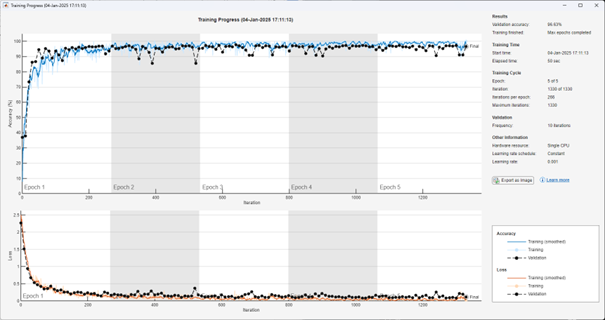 Training Progress (04-Jan-2025 17:11:13)
Training Progress (04-Jan-2025 17:11:13)
100
90
80
70
60
50
40
30
20
10
0
Accuracy (%)
Final
Epoch 1
Epoch 2
Epoch 3
Epoch 4
Epoch 5
0
200
400
600
800
1000
1200
Iteration
2.5
2
1.5
1
0.5
0
Loss
Final
Epoch 1
0
200
400
600
800
1000
1200
Iteration
Results
Validation accuracy:
Training finished: Max epochs completed
Training Time
Start time: 04-Jan-2025 17:11:13
Elapsed time:
Training Cycle
Epoch: 5 of 5
Iteration: 1330 of 1330
Iterations per epoch: 266
Maximum iterations: 1330
Validation
Frequency: 10 iterations
Other Information
Hardware resource: Single CPU
Learning rate schedule: Constant
Learning rate: 0.001
Export as Image
Learn more
Accuracy
Training (smoothed)
Training
Validation
Loss
Training (smoothed)
Training
Validation